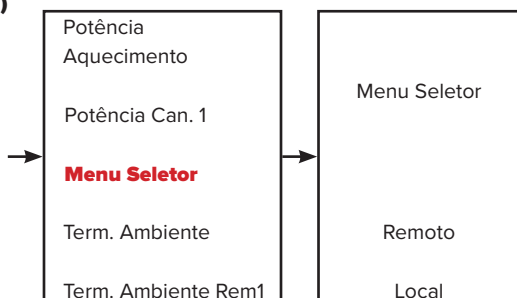 )
Potência
Aquecimento
Potência Can. 1
Menu Seletor
Term. Ambiente
Term. Ambiente Rem1
Menu Seletor
Remoto
Local